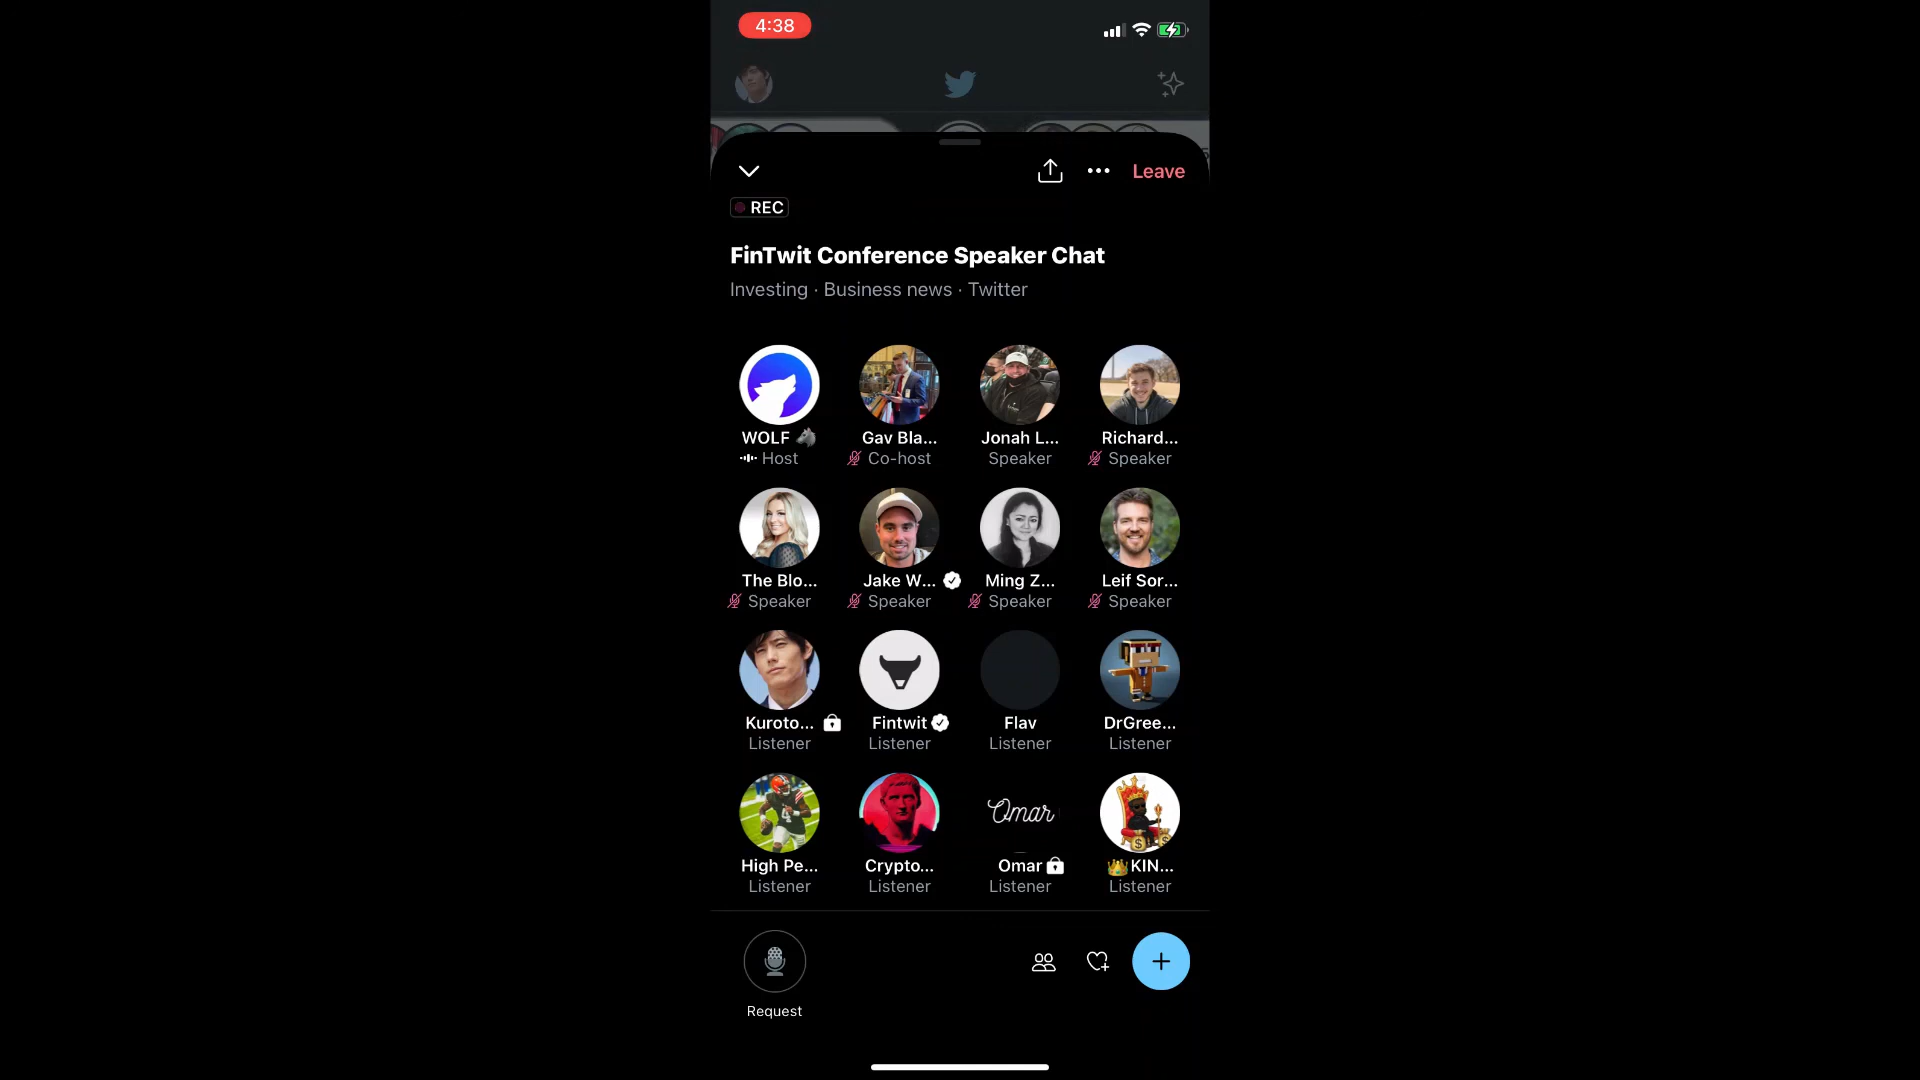 4:38
Leave
REC
FinTwit Conference Speaker Chat
Investing · Business news · Twitter
WOLF 🐺 Gav Bla... Jonah L... Richard...
Host Co-host Speaker Speaker
The Blo... Jake W... Ming Z... Leif Sor...
Speaker Speaker Speaker Speaker
Kuroto... Fintwit Flav DrGree...
Listener Listener Listener Listener
Omar
High Pe... Crypto... Omar 👑KIN...
Listener Listener Listener Listener
Request